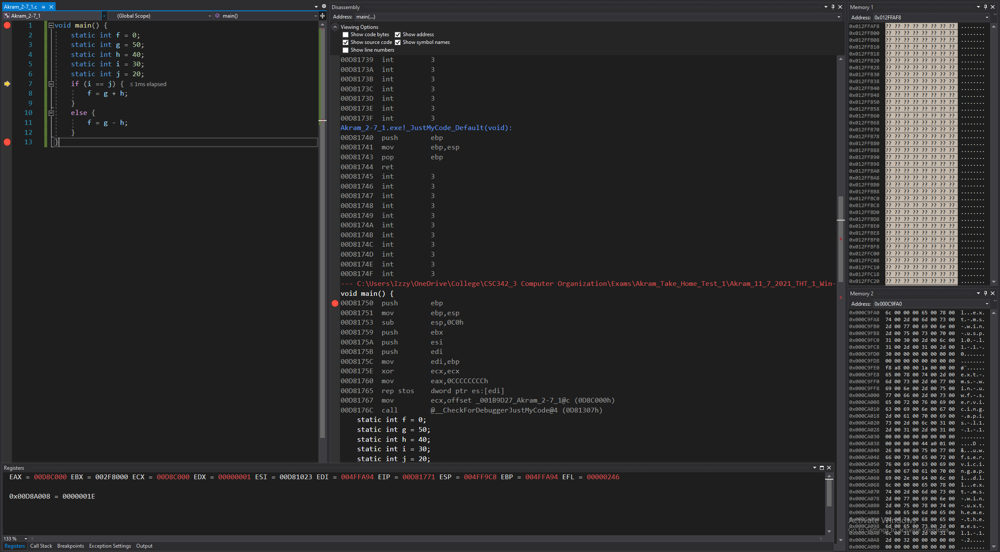 Akram_2-7_1.c
Akram_2-7_1 (Global Scope) main()
1 void main() {
2 static int f = 0;
3 static int g = 50;
4 static int h = 40;
5 static int i = 30;
6 static int j = 20;
7 if (i == j) { ≤ 1ms elapsed
8 f = g + h;
9 }
10 else {
11 f = g - h;
12 }
13 }
Disassembly
Address: main(...)
Viewing Options
Show code bytes Show address
Show source code Show symbol names
Show line numbers
00D81739 int 3
00D8173A int 3
00D8173B int 3
00D8173C int 3
00D8173D int 3
00D8173E int 3
00D8173F int 3
Akram_2-7_1.exe!_JustMyCode_Default(void):
00D81740 push ebp
00D81741 mov ebp,esp
00D81743 pop ebp
00D81744 ret
00D81745 int 3
00D81746 int 3
00D81747 int 3
00D81748 int 3
00D81749 int 3
00D8174A int 3
00D8174B int 3
00D8174C int 3
00D8174D int 3
00D8174E int 3
00D8174F int 3
--- C:\Users\Izzy\OneDrive\College\CSC342_3 Computer Organization\Exams\Akram_Take_Home_Test_1\Akram_11_7_2021_THT_1_Win-
void main() {
00D81750 push ebp
00D81751 mov ebp,esp
00D81753 sub esp,0C0h
00D81759 push ebx
00D8175A push esi
00D8175B push edi
00D8175C mov edi,ebp
00D8175E xor ecx,ecx
00D81760 mov eax,0CCCCCCCCh
00D81765 rep stos dword ptr es:[edi]
00D81767 mov ecx,offset _001B9D27_Akram_2-7_1@c (0D8C000h)
00D8176C call @__CheckForDebuggerJustMyCode@4 (0D81307h)
static int f = 0;
static int g = 50;
static int h = 40;
static int i = 30;
static int j = 20;
Memory 1
Address: 0x012FFAF8
0x012FFAF8 ?? ?? ?? ?? ?? ?? ?? ?? ........
0x012FFB00 ?? ?? ?? ?? ?? ?? ?? ?? ........
0x012FFB08 ?? ?? ?? ?? ?? ?? ?? ?? ........
0x012FFB10 ?? ?? ?? ?? ?? ?? ?? ?? ........
0x012FFB18 ?? ?? ?? ?? ?? ?? ?? ?? ........
0x012FFB20 ?? ?? ?? ?? ?? ?? ?? ?? ........
0x012FFB28 ?? ?? ?? ?? ?? ?? ?? ?? ........
0x012FFB30 ?? ?? ?? ?? ?? ?? ?? ?? ........
0x012FFB38 ?? ?? ?? ?? ?? ?? ?? ?? ........
0x012FFB40 ?? ?? ?? ?? ?? ?? ?? ?? ........
0x012FFB48 ?? ?? ?? ?? ?? ?? ?? ?? ........
0x012FFB50 ?? ?? ?? ?? ?? ?? ?? ?? ........
0x012FFB58 ?? ?? ?? ?? ?? ?? ?? ?? ........
0x012FFB60 ?? ?? ?? ?? ?? ?? ?? ?? ........
0x012FFB68 ?? ?? ?? ?? ?? ?? ?? ?? ........
0x012FFB70 ?? ?? ?? ?? ?? ?? ?? ?? ........
0x012FFB78 ?? ?? ?? ?? ?? ?? ?? ?? ........
0x012FFB80 ?? ?? ?? ?? ?? ?? ?? ?? ........
0x012FFB88 ?? ?? ?? ?? ?? ?? ?? ?? ........
0x012FFB90 ?? ?? ?? ?? ?? ?? ?? ?? ........
0x012FFB98 ?? ?? ?? ?? ?? ?? ?? ?? ........
0x012FFBA0 ?? ?? ?? ?? ?? ?? ?? ?? ........
0x012FFBA8 ?? ?? ?? ?? ?? ?? ?? ?? ........
0x012FFBB0 ?? ?? ?? ?? ?? ?? ?? ?? ........
0x012FFBB8 ?? ?? ?? ?? ?? ?? ?? ?? ........
0x012FFBC0 ?? ?? ?? ?? ?? ?? ?? ?? ........
0x012FFBC8 ?? ?? ?? ?? ?? ?? ?? ?? ........
0x012FFBD0 ?? ?? ?? ?? ?? ?? ?? ?? ........
0x012FFBD8 ?? ?? ?? ?? ?? ?? ?? ?? ........
0x012FFBE0 ?? ?? ?? ?? ?? ?? ?? ?? ........
0x012FFBE8 ?? ?? ?? ?? ?? ?? ?? ?? ........
0x012FFBF0 ?? ?? ?? ?? ?? ?? ?? ?? ........
0x012FFBF8 ?? ?? ?? ?? ?? ?? ?? ?? ........
0x012FFC00 ?? ?? ?? ?? ?? ?? ?? ?? ........
0x012FFC08 ?? ?? ?? ?? ?? ?? ?? ?? ........
0x012FFC10 ?? ?? ?? ?? ?? ?? ?? ?? ........
0x012FFC18 ?? ?? ?? ?? ?? ?? ?? ?? ........
0x012FFC20 ?? ?? ?? ?? ?? ?? ?? ?? ........
Memory 2
Address: 0x000C9FA0
0x000C9FA0 6c 00 00 00 65 00 78 00 l...e.x.
0x000C9FA8 74 00 2d 00 6d 00 73 00 t.-.m.s.
0x000C9FB0 2d 00 77 00 69 00 6e 00 -.w.i.n.
0x000C9FB8 2d 00 75 00 73 00 70 00 -.u.s.p.
0x000C9FC0 31 00 30 00 2d 00 6c 00 1.0.-.l.
0x000C9FC8 31 00 2d 00 31 00 2d 00 1.-.1.-.
0x000C9FD0 30 00 00 00 00 00 00 00 0.......
0x000C9FD8 00 00 00 00 00 00 00 00 ........
0x000C9FE0 f8 a8 00 00 1a 00 00 00 ø¨......
0x000C9FE8 65 00 78 00 74 00 2d 00 e.x.t.-.
0x000C9FF0 6d 00 73 00 2d 00 77 00 m.s.-.w.
0x000C9FF8 69 00 6e 00 2d 00 75 00 i.n.-.u.
0x000CA000 77 00 66 00 2d 00 73 00 w.f.-.s.
0x000CA008 65 00 72 00 76 00 69 00 e.r.v.i.
0x000CA010 63 00 69 00 6e 00 67 00 c.i.n.g.
0x000CA018 2d 00 61 00 70 00 69 00 -.a.p.i.
0x000CA020 73 00 2d 00 6c 00 31 00 s.-.l.1.
0x000CA028 2d 00 31 00 2d 00 31 00 -.1.-.1.
0x000CA030 00 00 00 00 00 00 00 00 ........
0x000CA038 00 00 00 00 44 a0 01 00 ....D ..
0x000CA040 26 00 00 00 75 00 77 00 &...u.w.
0x000CA048 66 00 73 00 65 00 72 00 f.s.e.r.
0x000CA050 76 00 69 00 63 00 69 00 v.i.c.i.
0x000CA058 6e 00 67 00 61 00 70 00 n.g.a.p.
0x000CA060 69 00 2e 00 64 00 6c 00 i...d.l.
0x000CA068 6c 00 00 00 65 00 78 00 l...e.x.
0x000CA070 74 00 2d 00 6d 00 73 00 t.-.m.s.
0x000CA078 2d 00 77 00 69 00 6e 00 -.w.i.n.
0x000CA080 2d 00 75 00 78 00 74 00 -.u.x.t.
0x000CA088 68 00 65 00 6d 00 65 00 h.e.m.e.
0x000CA090 2d 00 74 00 68 00 65 00 -.t.h.e.
0x000CA098 6d 00 65 00 73 00 2d 00 m.e.s.-.
0x000CA0A0 6c 00 31 00 2d 00 31 00 l.1.-.1.
0x000CA0A8 2d 00 32 00 00 00 00 00 -.2.....
0x000CA0B0 00 00 00 00 00 00 00 00 ........
Activate Windows
Go to Settings to activate Windows.
Registers
EAX = 00D8C000 EBX = 002F8000 ECX = 00D8C000 EDX = 00000001 ESI = 00D81023 EDI = 004FFA94 EIP = 00D81771 ESP = 004FF9C8 EBP = 004FFA94 EFL = 00000246
0x00D8A008 = 0000001E
133 %
Registers Call Stack Breakpoints Exception Settings Output